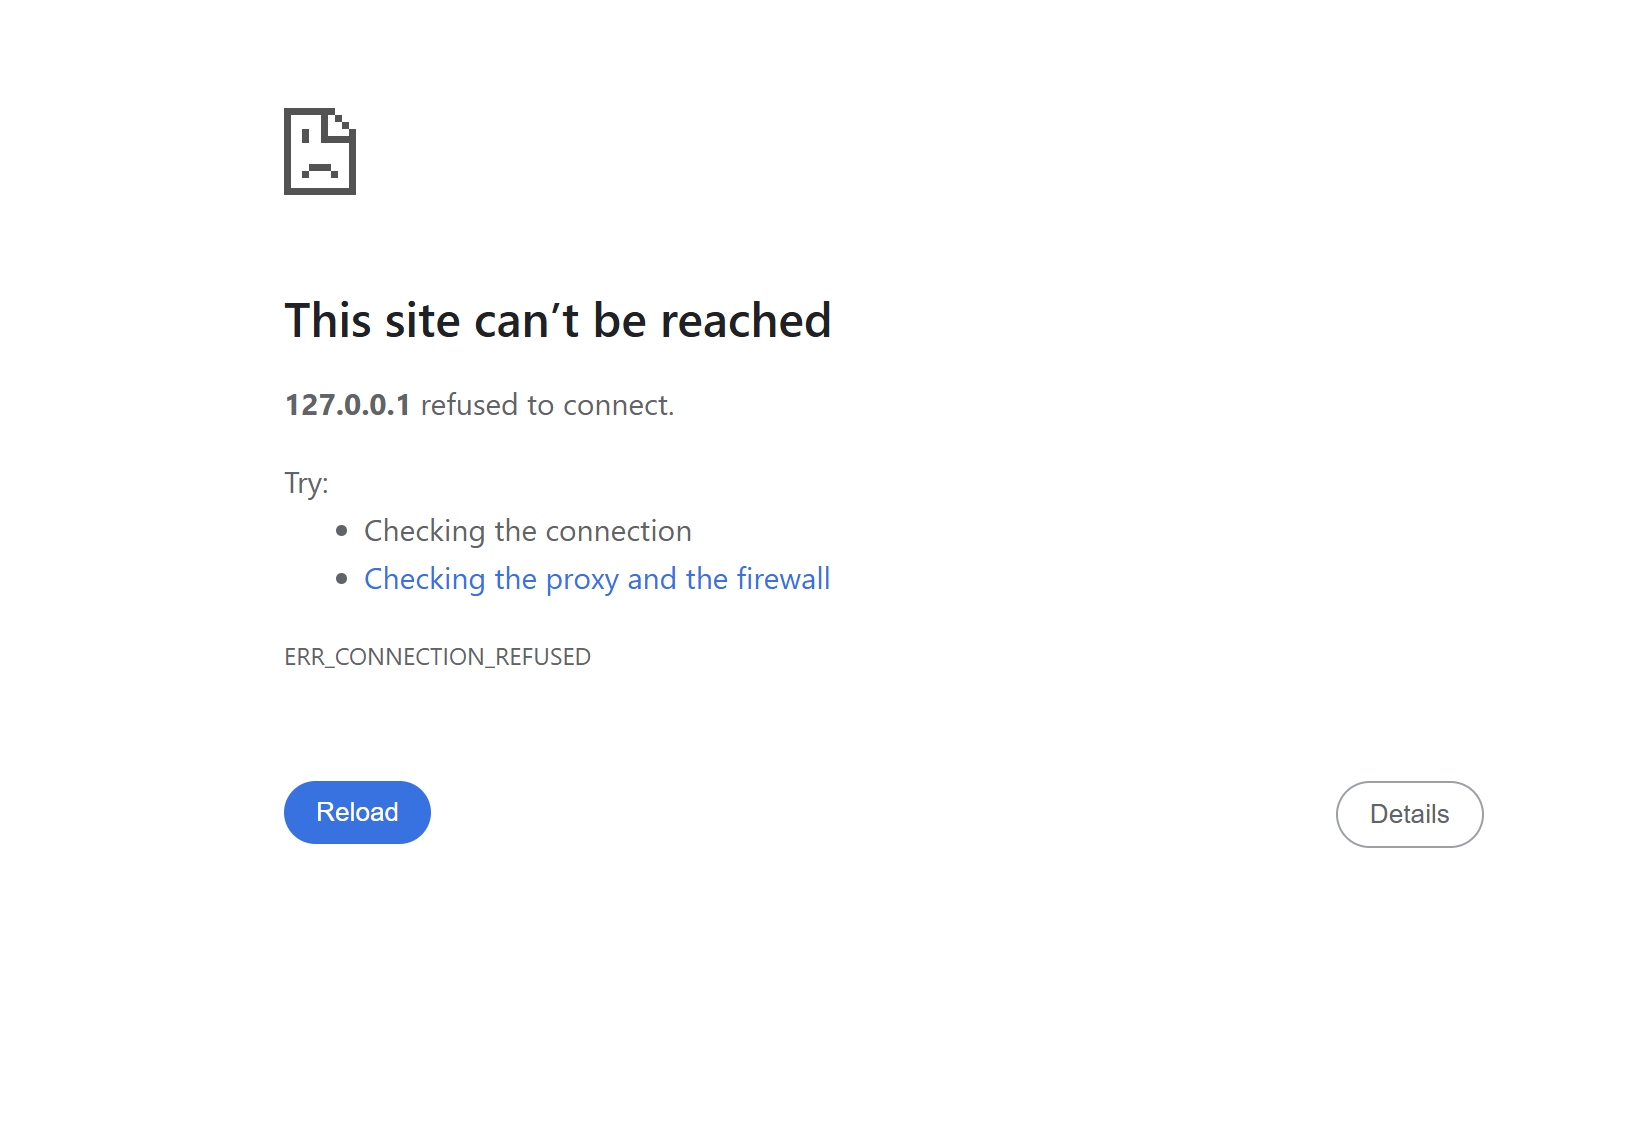 This site can’t be reached
127.0.0.1 refused to connect.
Try:
Checking the connection
Checking the proxy and the firewall
ERR_CONNECTION_REFUSED
Reload
Details